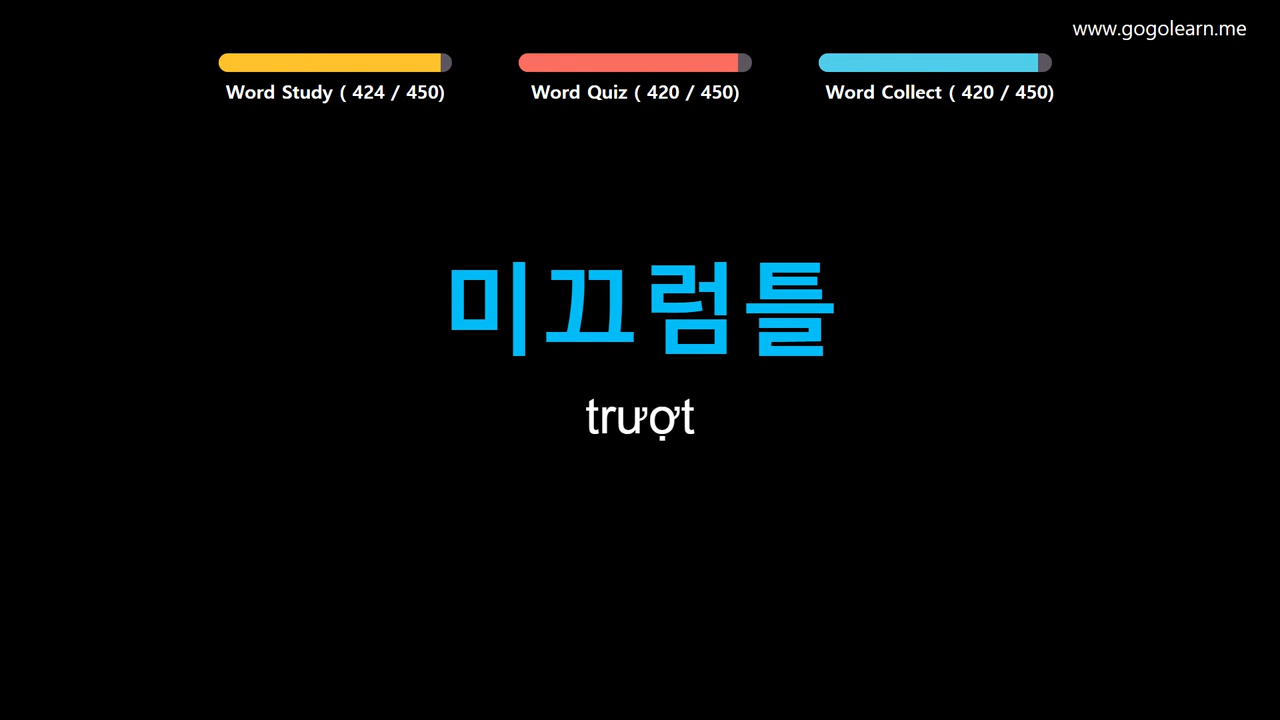 www.gogolearn.me
Word Study ( 424 / 450)
Word Quiz ( 420 / 450)
Word Collect ( 420 / 450)
미끄럼틀
trượt